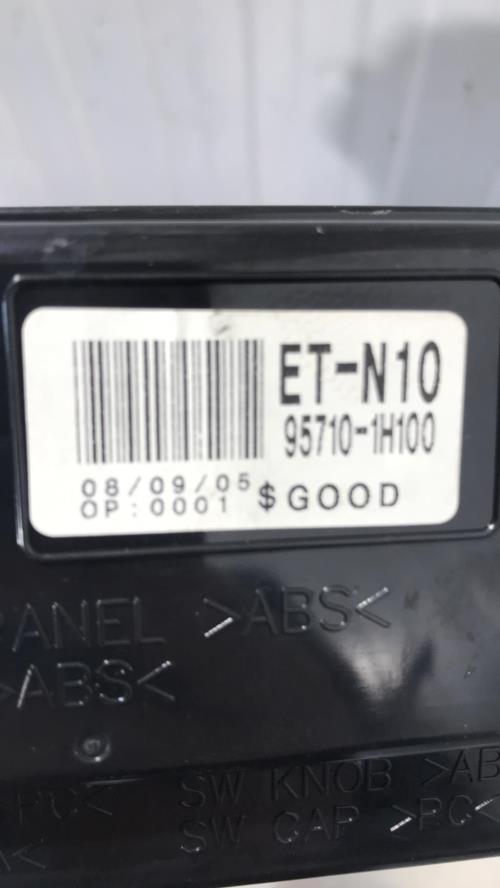 ET-N10
95710-1H100
08/09/05
OP:0001 $GOOD
PANEL >ABS<
>ABS<
>PC< SW KNOB >AB
SW CAP >PC<